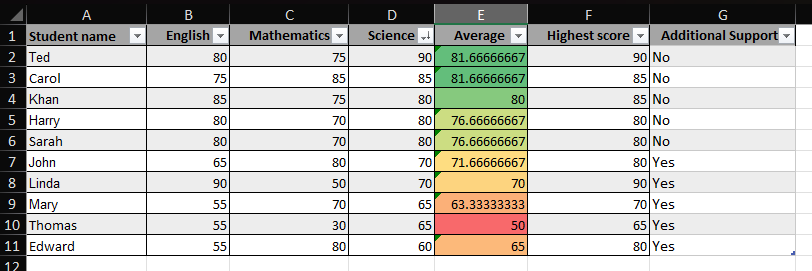 A B C D E F G
1 Student name English Mathematics Science Average Highest score Additional Support
2 Ted 80 75 90 81.66666667 90 No
3 Carol 75 85 85 81.66666667 85 No
4 Khan 85 75 80 80 85 No
5 Harry 80 70 80 76.66666667 80 No
6 Sarah 80 70 80 76.66666667 80 No
7 John 65 80 70 71.66666667 80 Yes
8 Linda 90 50 70 70 90 Yes
9 Mary 55 70 65 63.33333333 70 Yes
10 Thomas 55 30 65 50 65 Yes
11 Edward 55 80 60 65 80 Yes
12